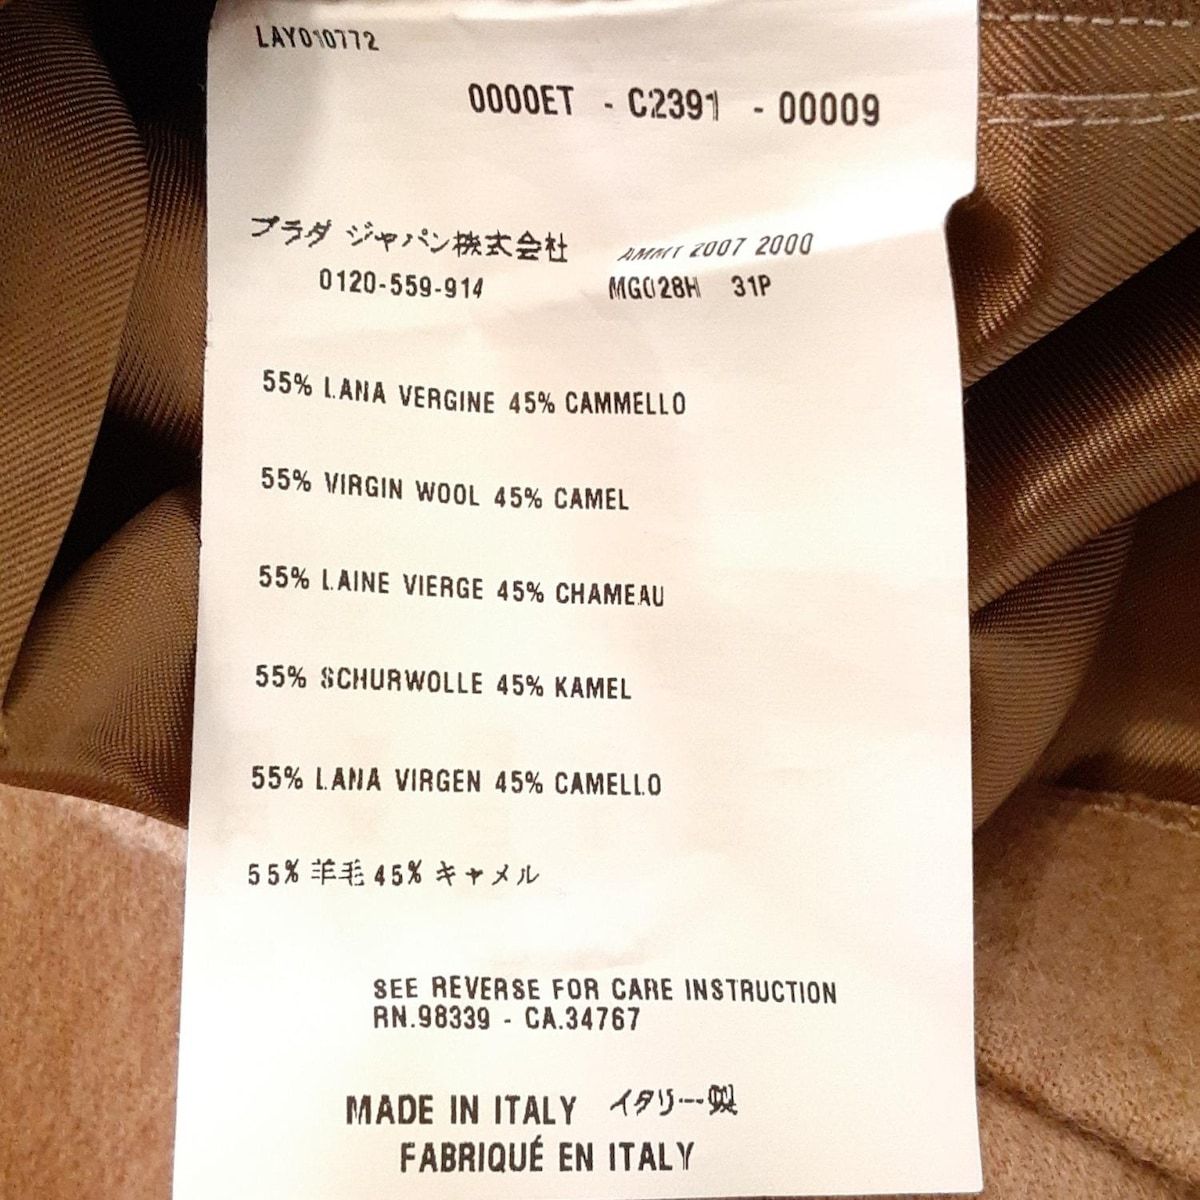 LAY010772
0000ET - C2391 - 00009
プラダ ジャパン株式会社 2007 2000
0120-559-914 MG028H 31P
55% LANA VERGINE 45% CAMMELLO
55% VIRGIN WOOL 45% CAMEL
55% LAINE VIERGE 45% CHAMEAU
55% SCHURWOLLE 45% KAMEL
55% LANA VIRGEN 45% CAMELLO
55% 羊毛 45% キャメル
SEE REVERSE FOR CARE INSTRUCTION
RN.98339 - CA.34767
MADE IN ITALY イタリー製
FABRIQUÉ EN ITALY